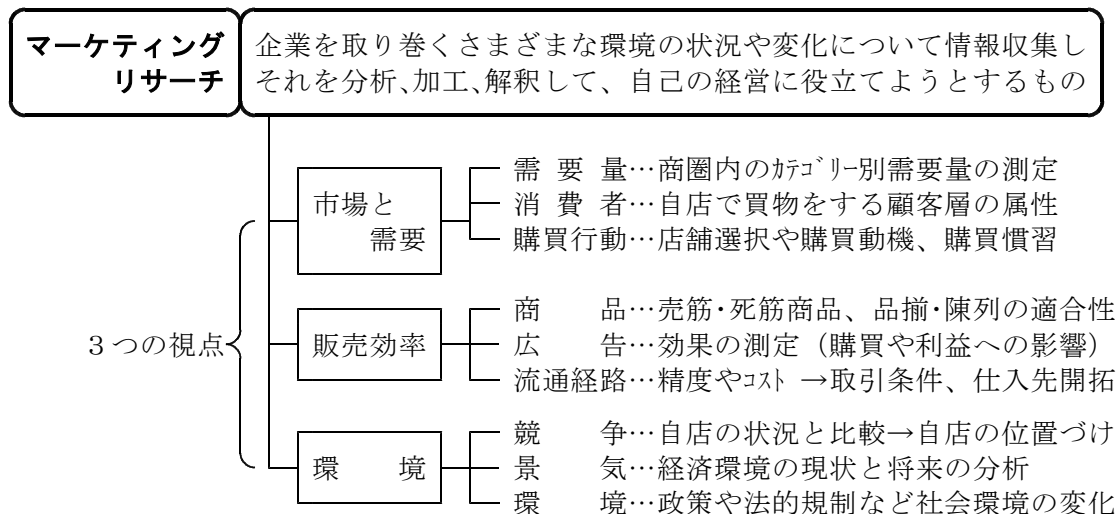 マーケティング
リサーチ
企業を取り巻くさまざまな環境の状況や変化について情報収集し
それを分析、加工、解釈して、自己の経営に役立てようとするもの
3つの視点
市場と
需要
需要量…商圏内のｶﾃｺﾞﾘｰ別需要量の測定
消費者…自店で買物をする顧客層の属性
購買行動…店舗選択や購買動機、購買慣習
販売効率
商品…売筋・死筋商品、品揃・陳列の適合性
広告…効果の測定（購買や利益への影響）
流通経路…精度やｺｽﾄ→取引条件、仕入先開拓
環境
競争…自店の状況と比較→自店の位置づけ
景気…経済環境の現状と将来の分析
環境…政策や法的規制など社会環境の変化